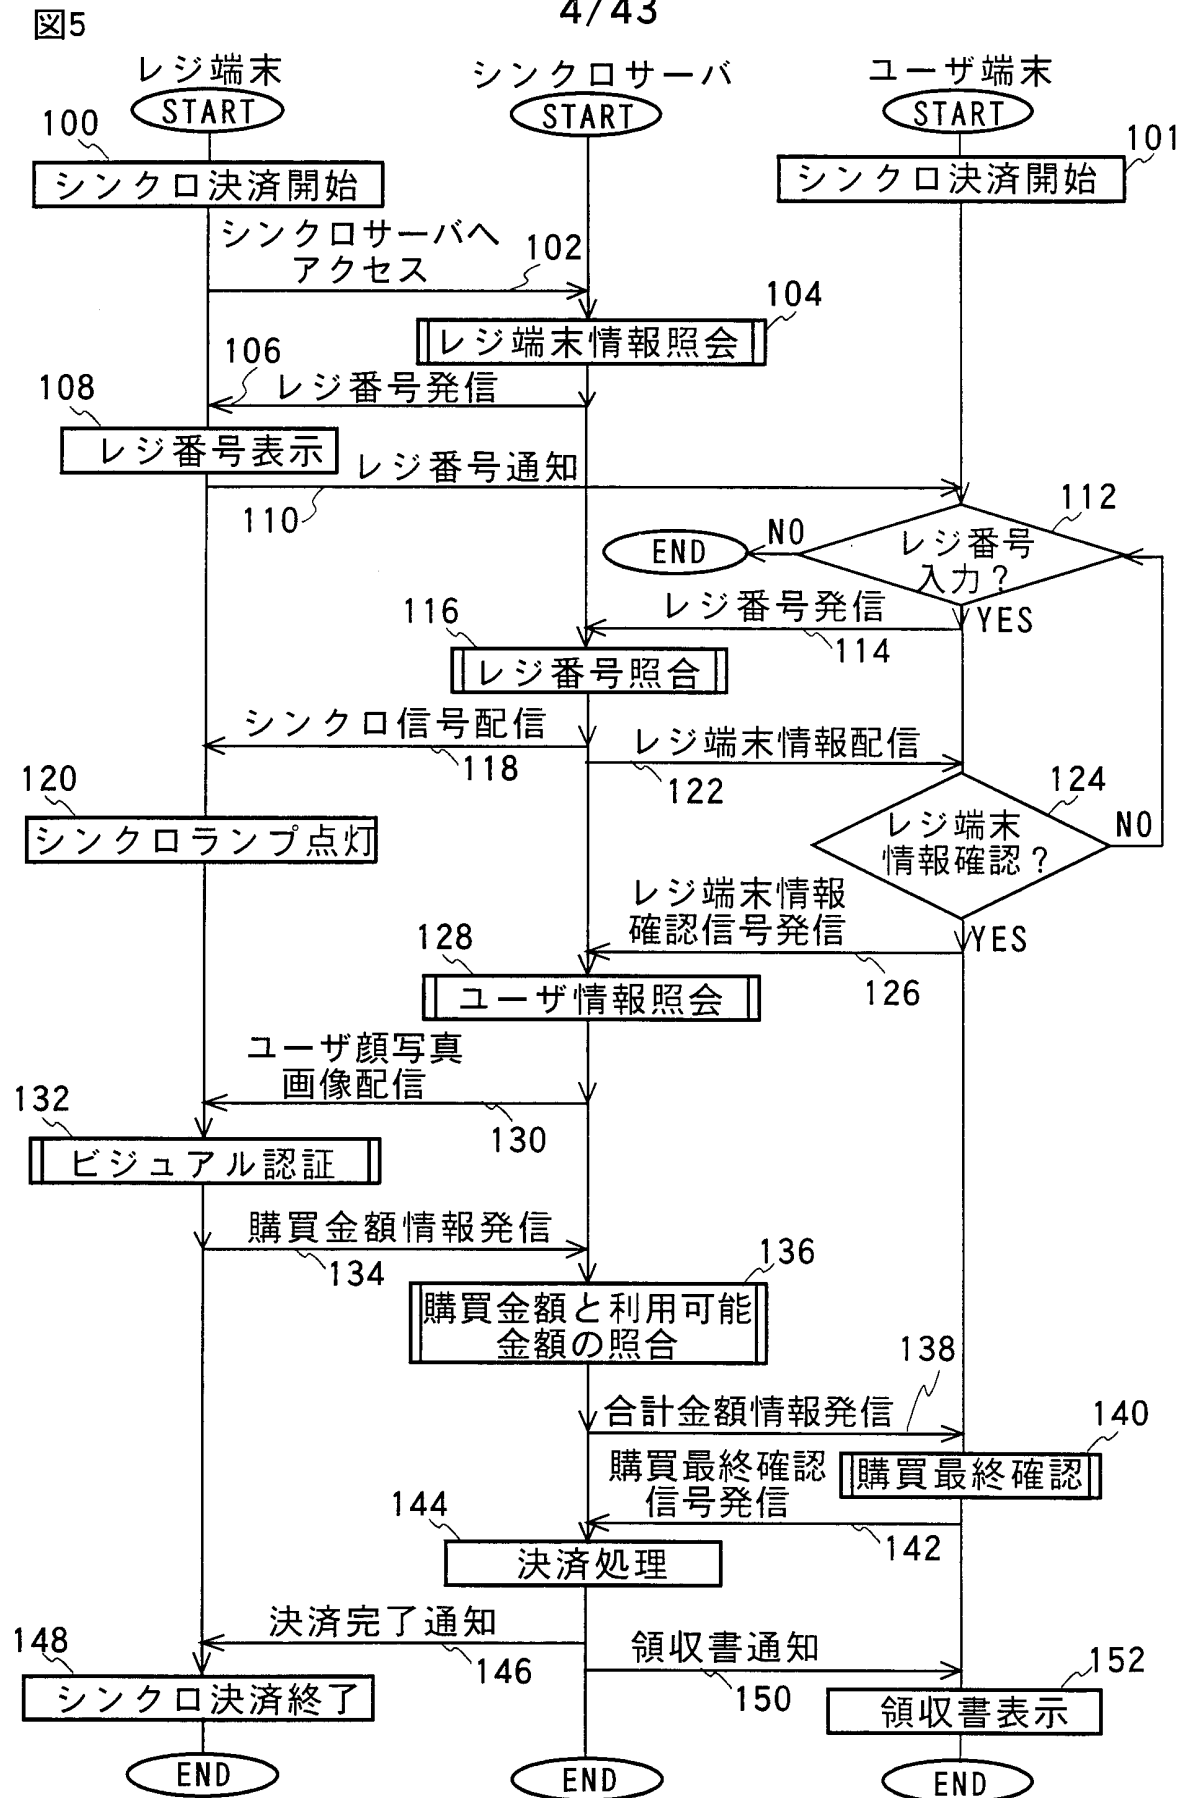 図5
4/43
レジ端末
シンクロサーバ
ユーザ端末
START
START
START
100
101
シンクロ決済開始
シンクロ決済開始
シンクロサーバへ
アクセス
102
104
レジ端末情報照会
106
レジ番号発信
108
レジ番号表示
レジ番号通知
110
112
レジ番号
入力?
NO
END
YES
レジ番号発信
114
116
レジ番号照合
シンクロ信号配信
118
レジ端末情報配信
122
120
シンクロランプ点灯
124
レジ端末
情報確認?
NO
YES
レジ端末情報
確認信号発信
126
128
ユーザ情報照会
ユーザ顔写真
画像配信
130
132
ビジュアル認証
購買金額情報発信
134
136
購買金額と利用可能
金額の照合
138
合計金額情報発信
140
購買最終確認
購買最終確認
信号発信
142
144
決済処理
決済完了通知
146
148
シンクロ決済終了
領収書通知
150
152
領収書表示
END
END
END